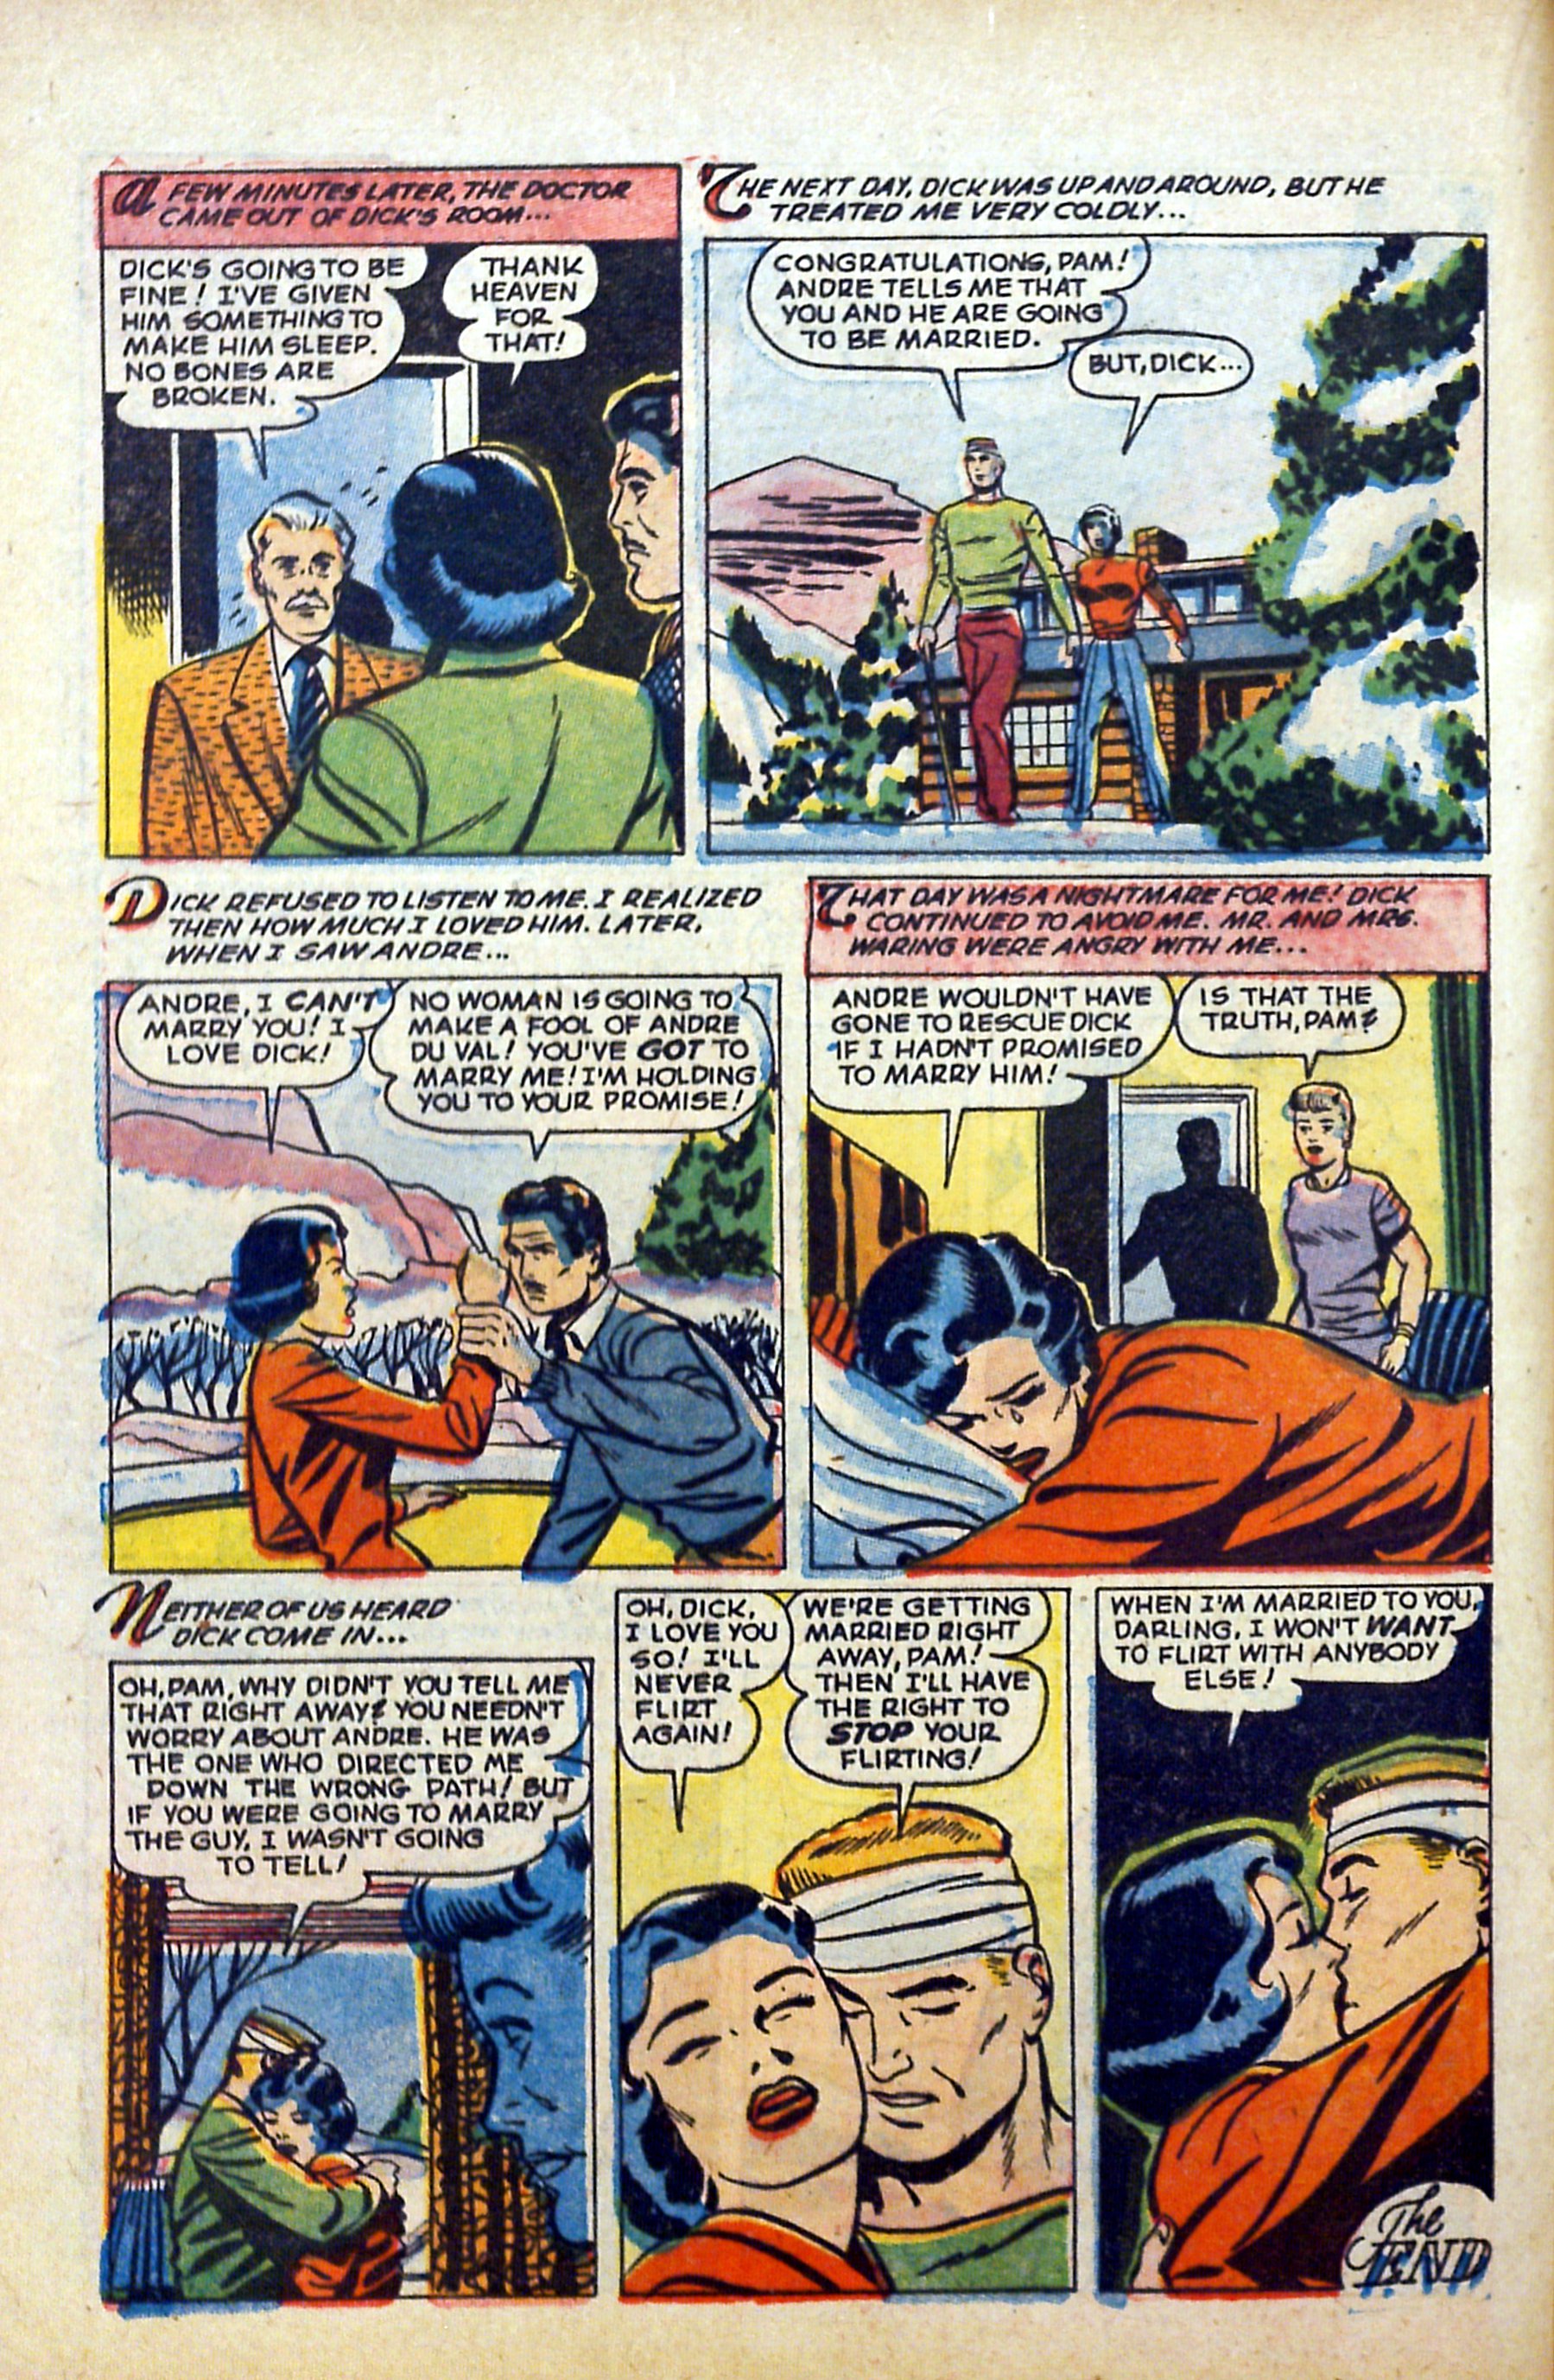 A FEW MINUTES LATER, THE DOCTOR
CAME OUT OF DICK'S ROOM...
DICK'S GOING TO BE
FINE! I'VE GIVEN
HIM SOMETHING TO
MAKE HIM SLEEP.
NO BONES ARE
BROKEN.
THANK
HEAVEN
FOR
THAT!
THE NEXT DAY, DICK WAS UP AND AROUND, BUT HE
TREATED ME VERY COLDLY...
CONGRATULATIONS, PAM!
ANDRE TELLS ME THAT
YOU AND HE ARE GOING
TO BE MARRIED.
BUT, DICK...
DICK REFUSED TO LISTEN TO ME. I REALIZED
THEN HOW MUCH I LOVED HIM. LATER,
WHEN I SAW ANDRE...
ANDRE, I CAN'T
MARRY YOU! I
LOVE DICK!
NO WOMAN IS GOING TO
MAKE A FOOL OF ANDRE
DU VAL! YOU'VE GOT TO
MARRY ME! I'M HOLDING
YOU TO YOUR PROMISE!
THAT DAY WAS A NIGHTMARE FOR ME! DICK
CONTINUED TO AVOID ME. MR. AND MRS.
WARING WERE ANGRY WITH ME...
ANDRE WOULDN'T HAVE
GONE TO RESCUE DICK
IF I HADN'T PROMISED
TO MARRY HIM!
IS THAT THE
TRUTH, PAM?
NEITHER OF US HEARD
DICK COME IN...
OH, PAM, WHY DIDN'T YOU TELL ME
THAT RIGHT AWAY? YOU NEEDN'T
WORRY ABOUT ANDRE. HE WAS
THE ONE WHO DIRECTED ME
DOWN THE WRONG PATH! BUT
IF YOU WERE GOING TO MARRY
THE GUY, I WASN'T GOING
TO TELL!
OH, DICK,
I LOVE YOU
SO! I'LL
NEVER
FLIRT
AGAIN!
WE'RE GETTING
MARRIED RIGHT
AWAY, PAM!
THEN I'LL HAVE
THE RIGHT TO
STOP YOUR
FLIRTING!
WHEN I'M MARRIED TO YOU,
DARLING, I WON'T WANT
TO FLIRT WITH ANYBODY
ELSE!
The
END